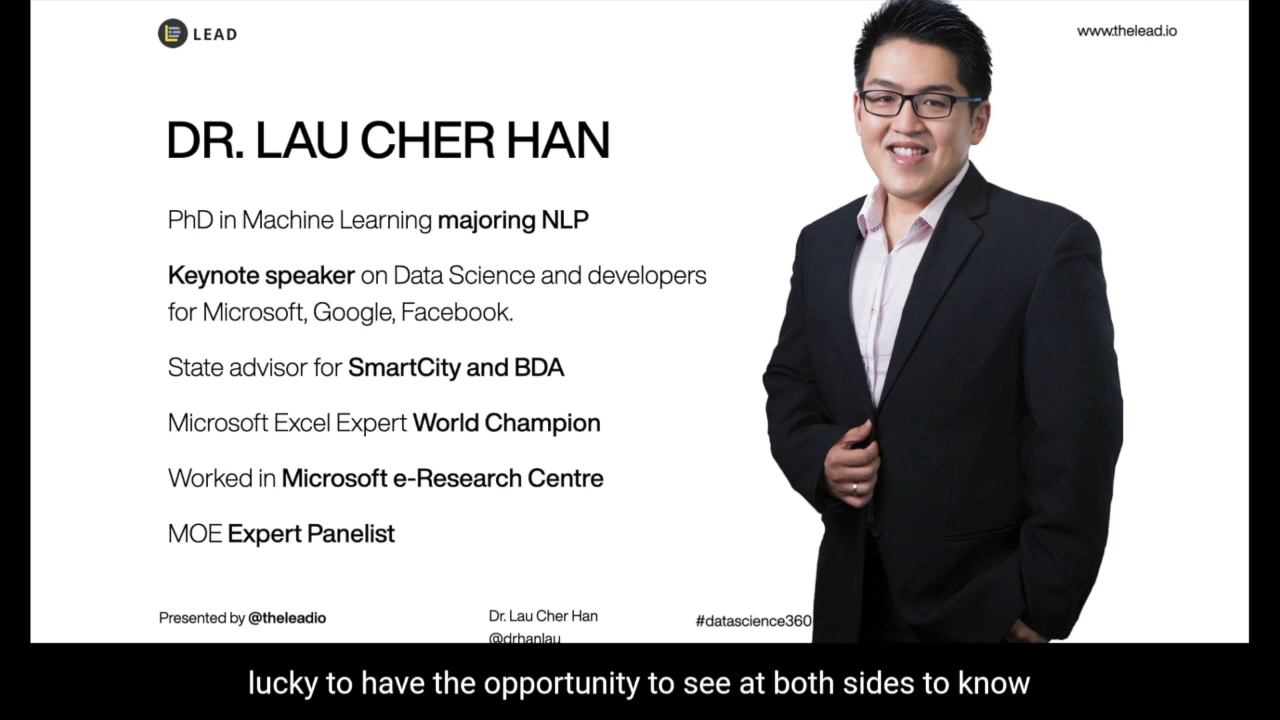 LEAD
www.thelead.io
DR. LAU CHER HAN
PhD in Machine Learning majoring NLP
Keynote speaker on Data Science and developers
for Microsoft, Google, Facebook.
State advisor for SmartCity and BDA
Microsoft Excel Expert World Champion
Worked in Microsoft e-Research Centre
MOE Expert Panelist
Presented by @theleadio
Dr. Lau Cher Han
@drhanlau
#datascience360
lucky to have the opportunity to see at both sides to know